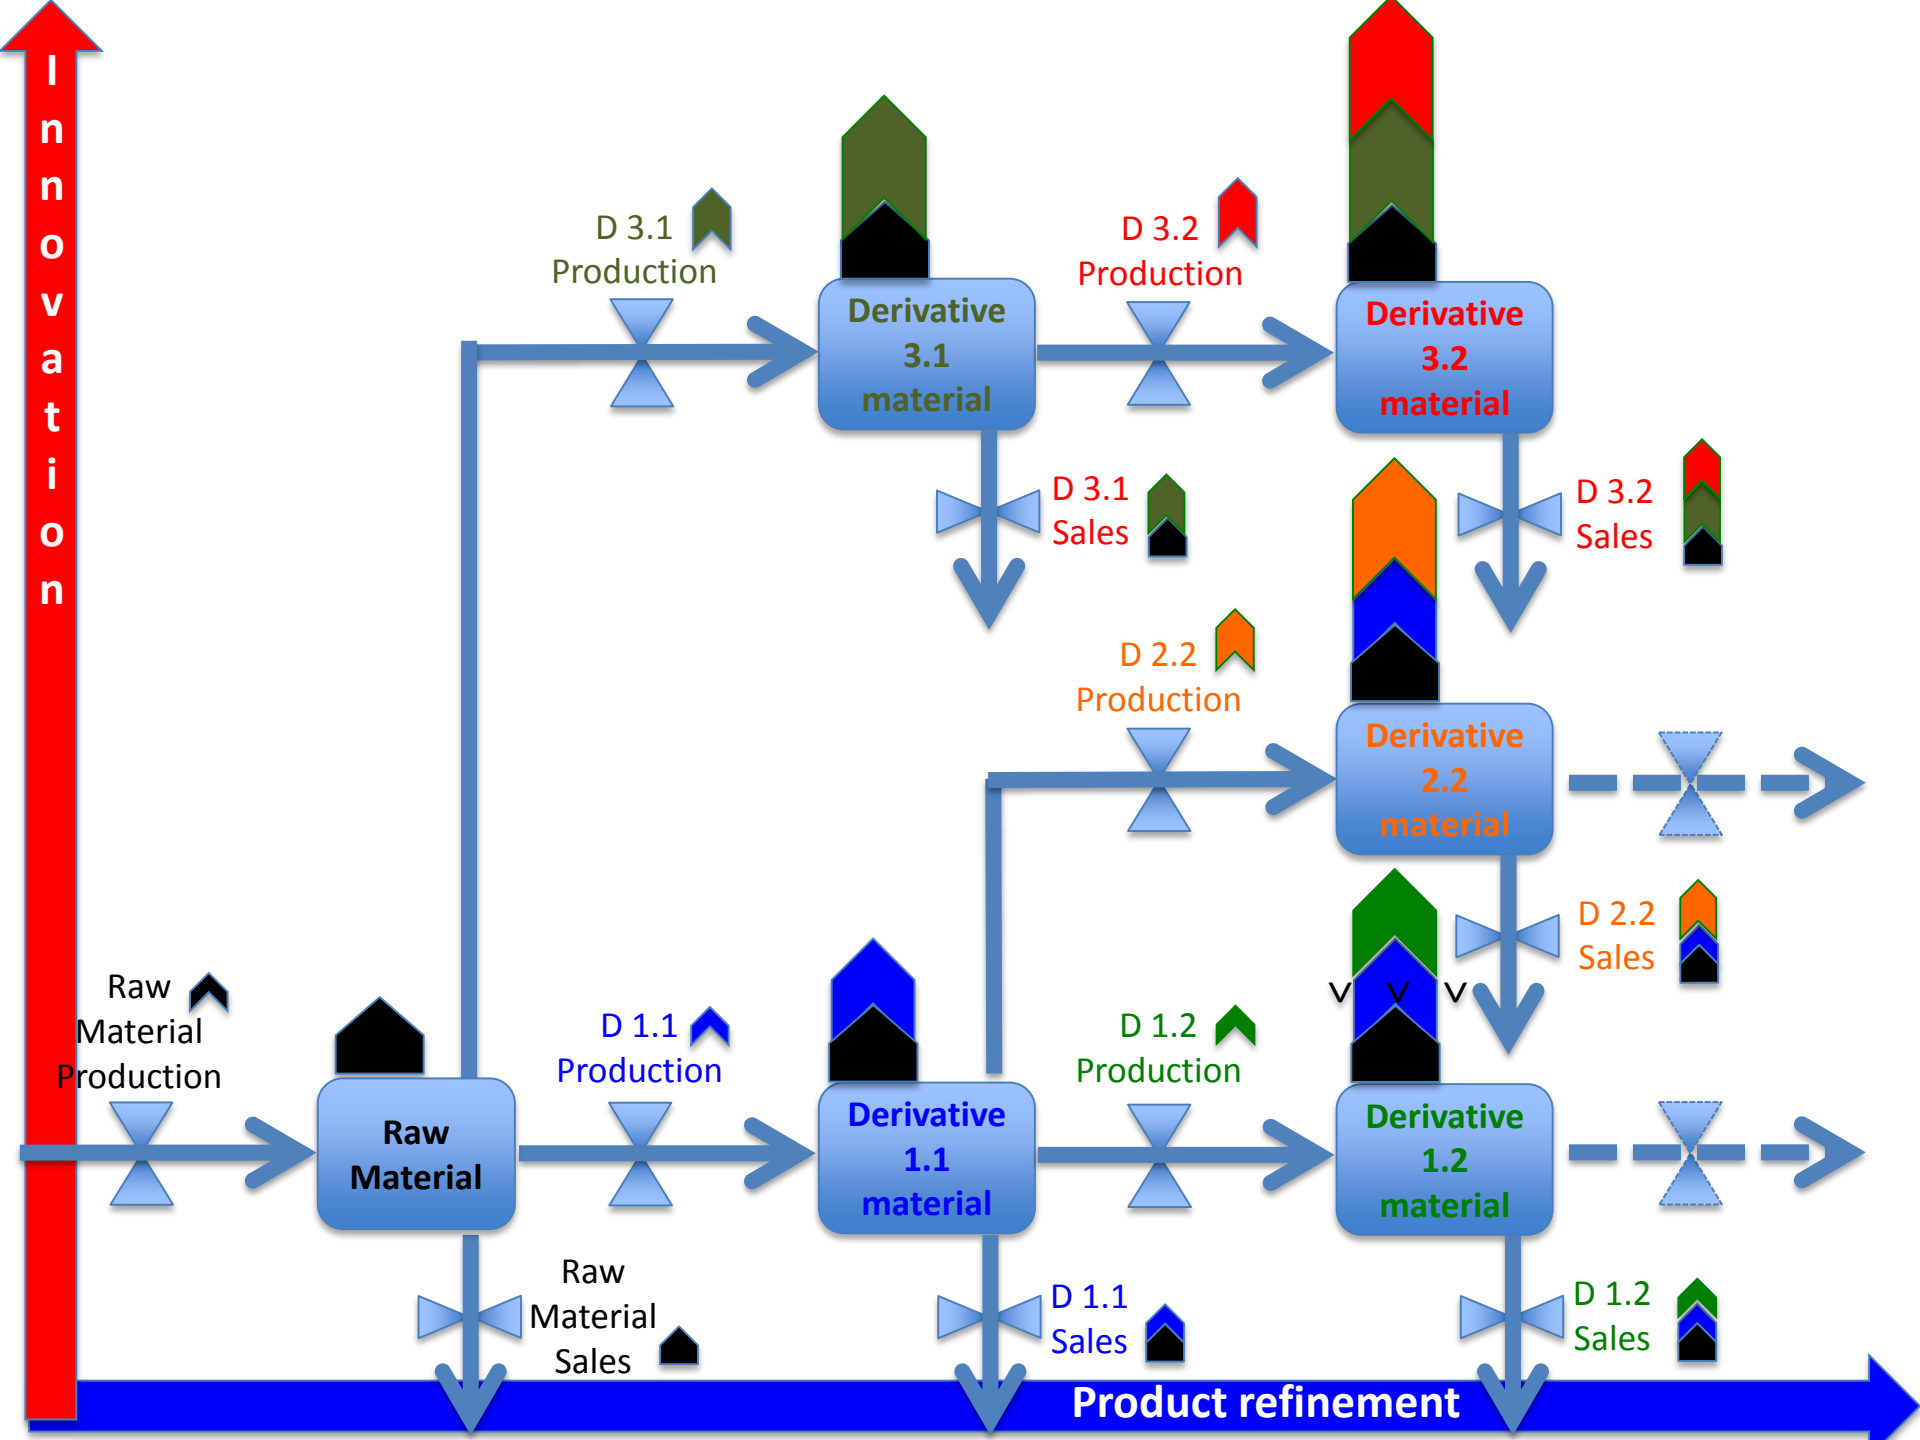 I
n
n
o
v
a
t
i
o
n
D 3.1
Production
Derivative
3.1
material
D 3.2
Production
Derivative
3.2
material
D 3.1
Sales
D 3.2
Sales
D 2.2
Production
Derivative
2.2
material
D 2.2
Sales
Raw
Material
Production
Raw
Material
D 1.1
Production
Derivative
1.1
material
D 1.2
Production
V V V
Derivative
1.2
material
Raw
Material
Sales
D 1.1
Sales
D 1.2
Sales
Product refinement